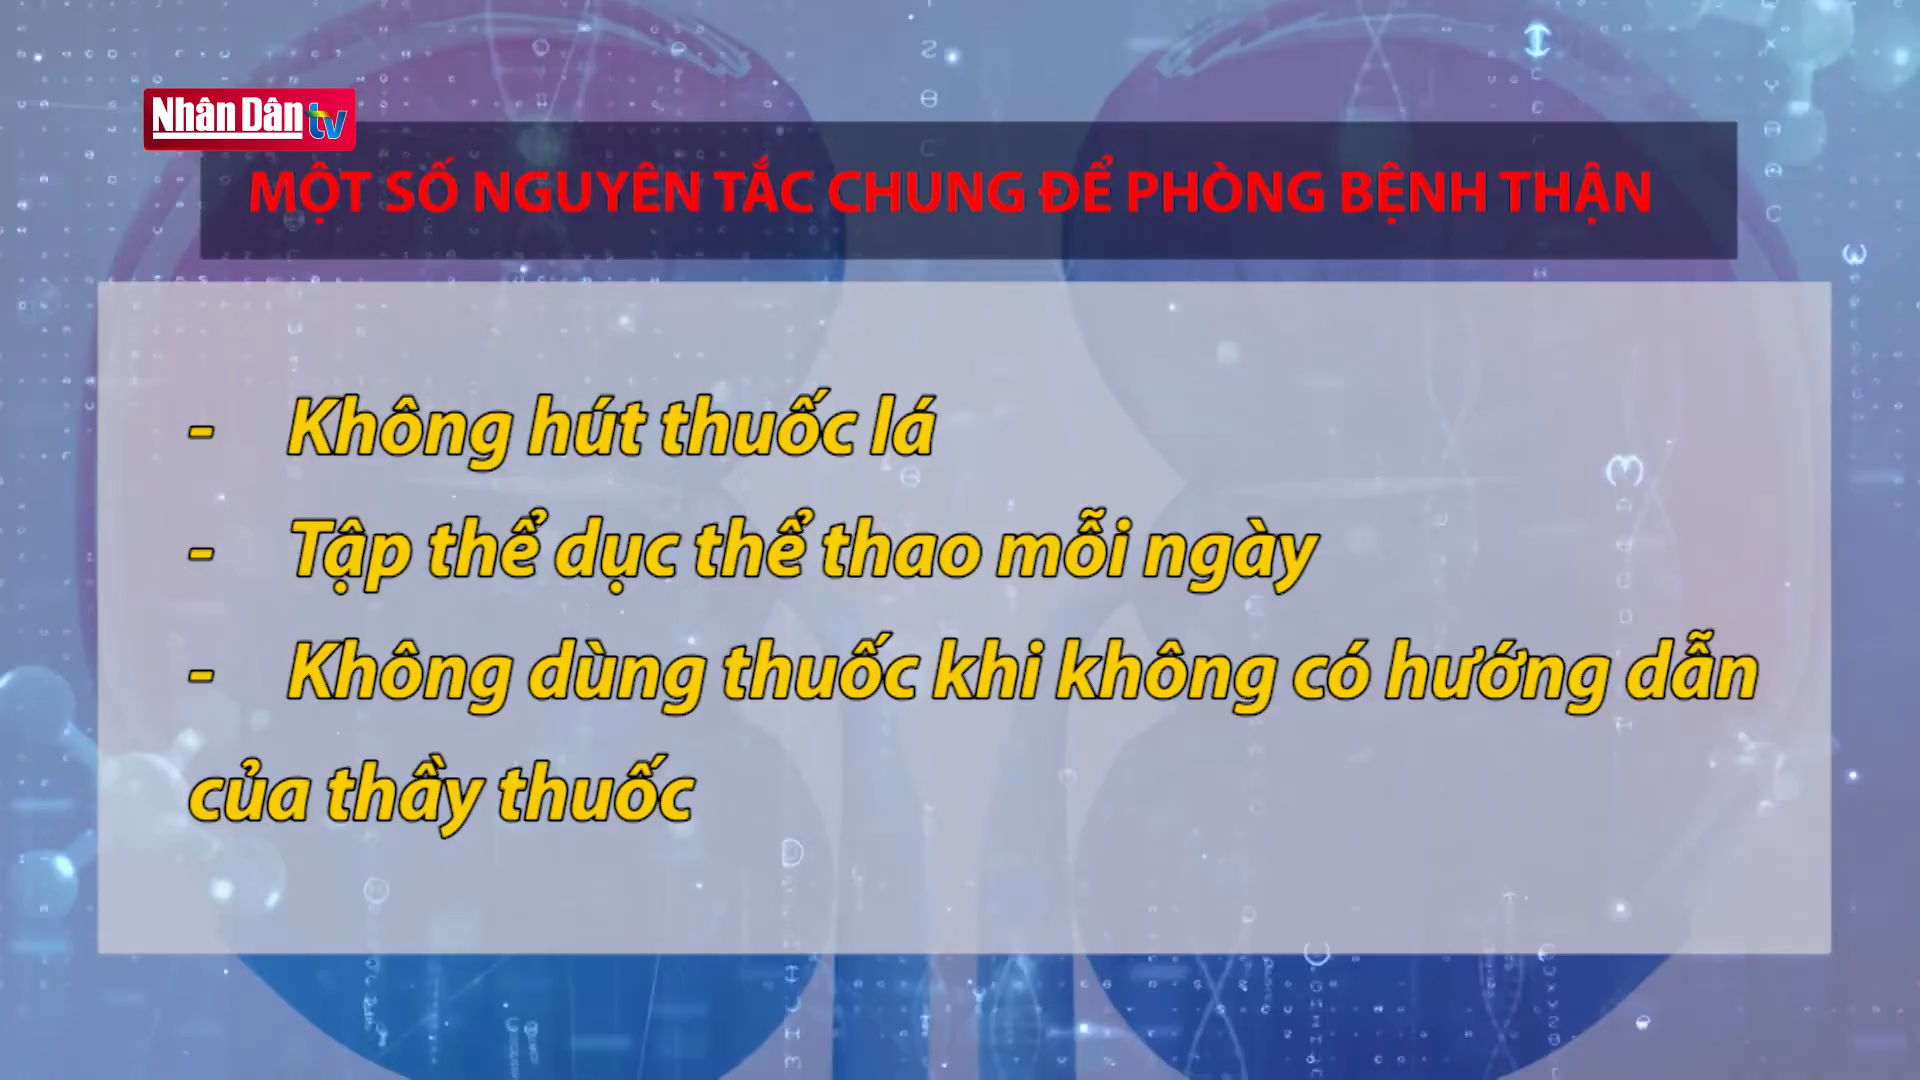 Nhân Dân tv
MỘT SỐ NGUYÊN TẮC CHUNG ĐỂ PHÒNG BỆNH THẬN
- Không hút thuốc lá
- Tập thể dục thể thao mỗi ngày
- Không dùng thuốc khi không có hướng dẫn
của thầy thuốc